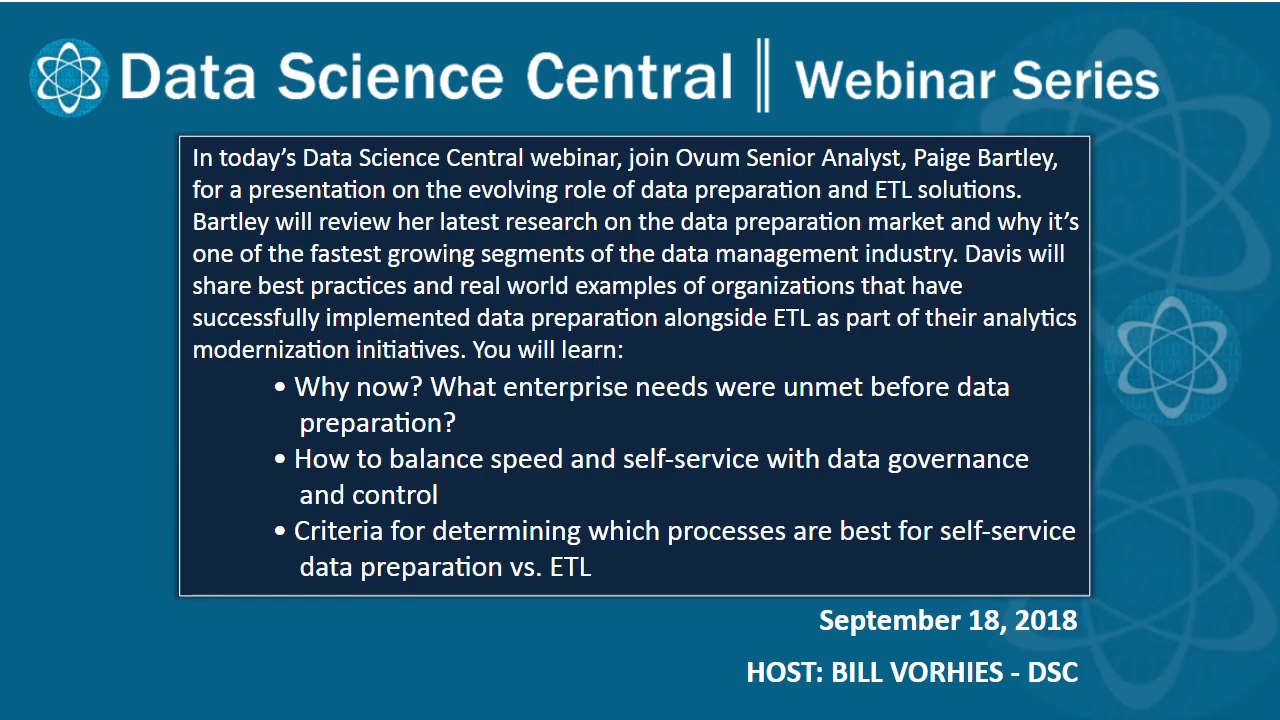 Data Science Central || Webinar Series
In today’s Data Science Central webinar, join Ovum Senior Analyst, Paige Bartley,
for a presentation on the evolving role of data preparation and ETL solutions.
Bartley will review her latest research on the data preparation market and why it’s
one of the fastest growing segments of the data management industry. Davis will
share best practices and real world examples of organizations that have
successfully implemented data preparation alongside ETL as part of their analytics
modernization initiatives. You will learn:
• Why now? What enterprise needs were unmet before data
preparation?
• How to balance speed and self-service with data governance
and control
• Criteria for determining which processes are best for self-service
data preparation vs. ETL
September 18, 2018
HOST: BILL VORHIES - DSC